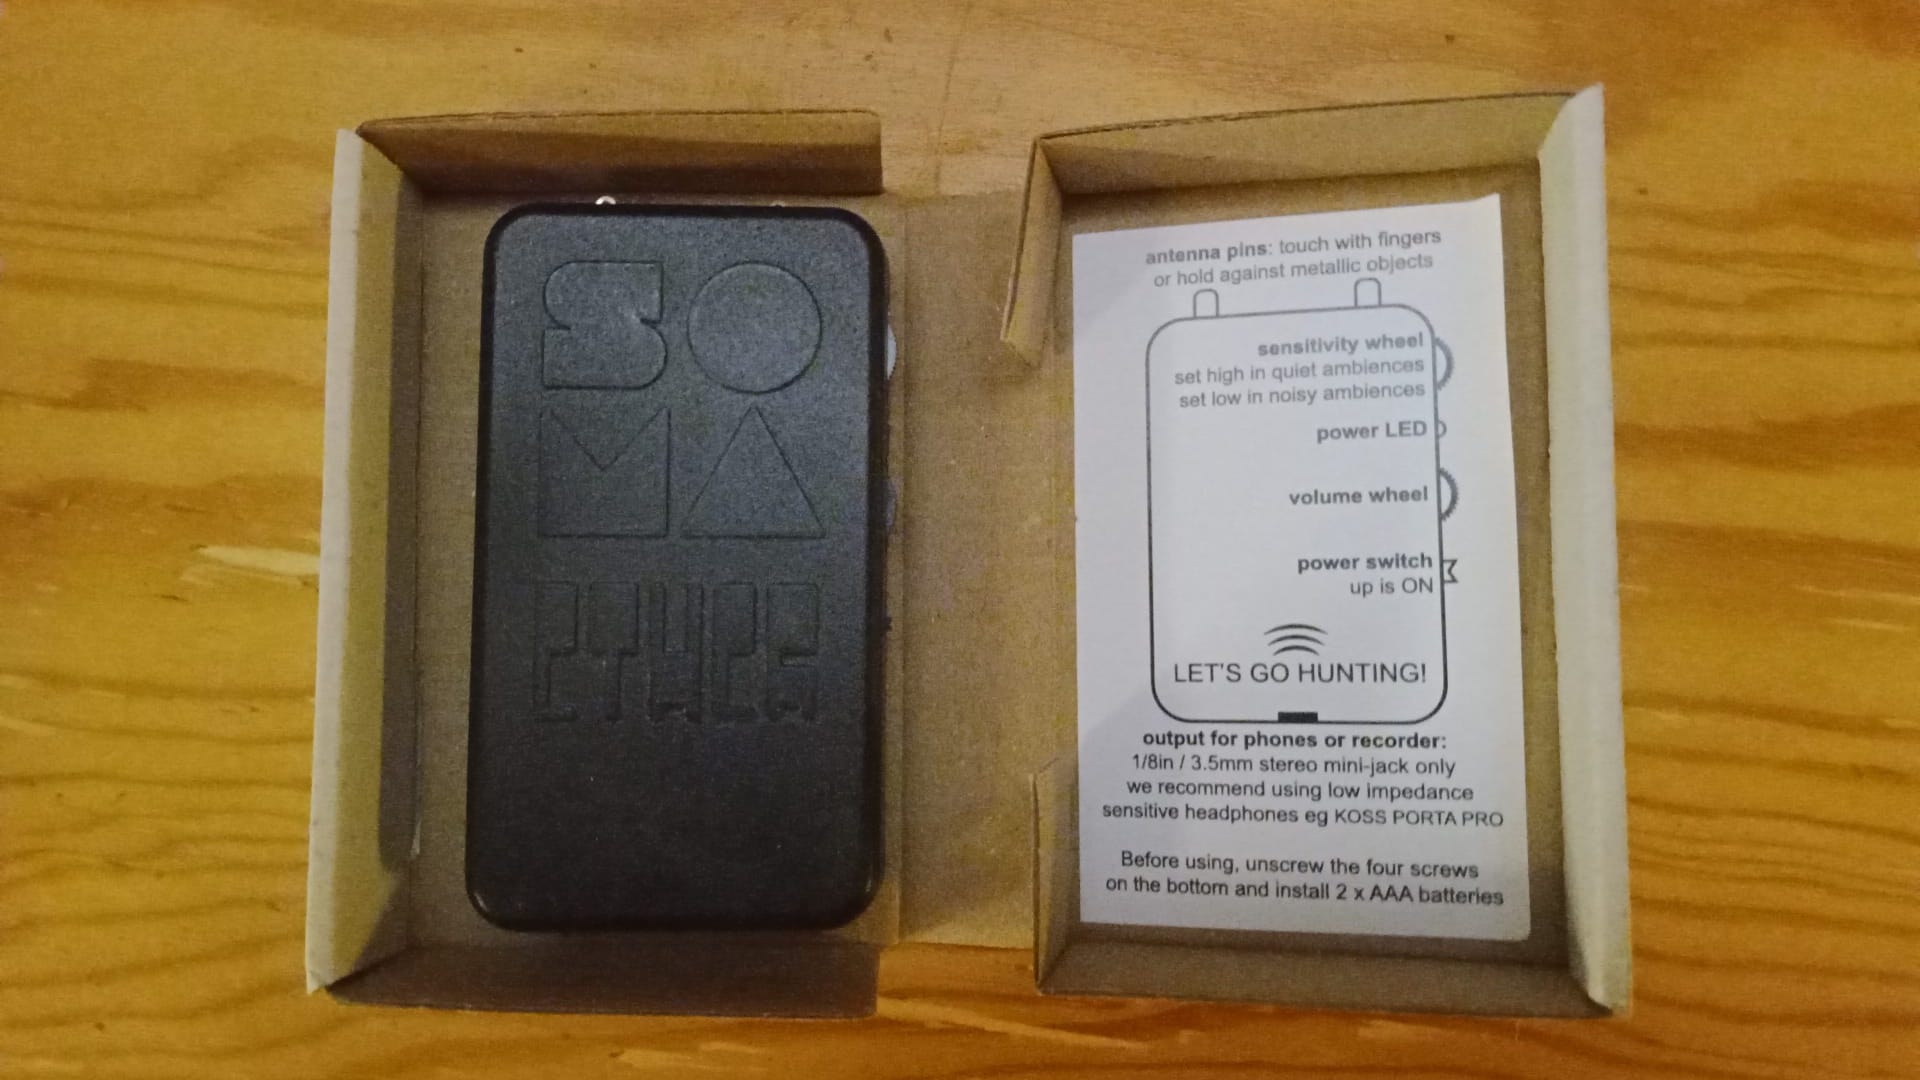 SO
MA
ETHER
antenna pins: touch with fingers
or hold against metallic objects
sensitivity wheel
set high in quiet ambiences
set low in noisy ambiences
power LED
volume wheel
power switch
up is ON
LET'S GO HUNTING!
output for phones or recorder:
1/8in / 3.5mm stereo mini-jack only
we recommend using low impedance
sensitive headphones eg KOSS PORTA PRO
Before using, unscrew the four screws
on the bottom and install 2 x AAA batteries